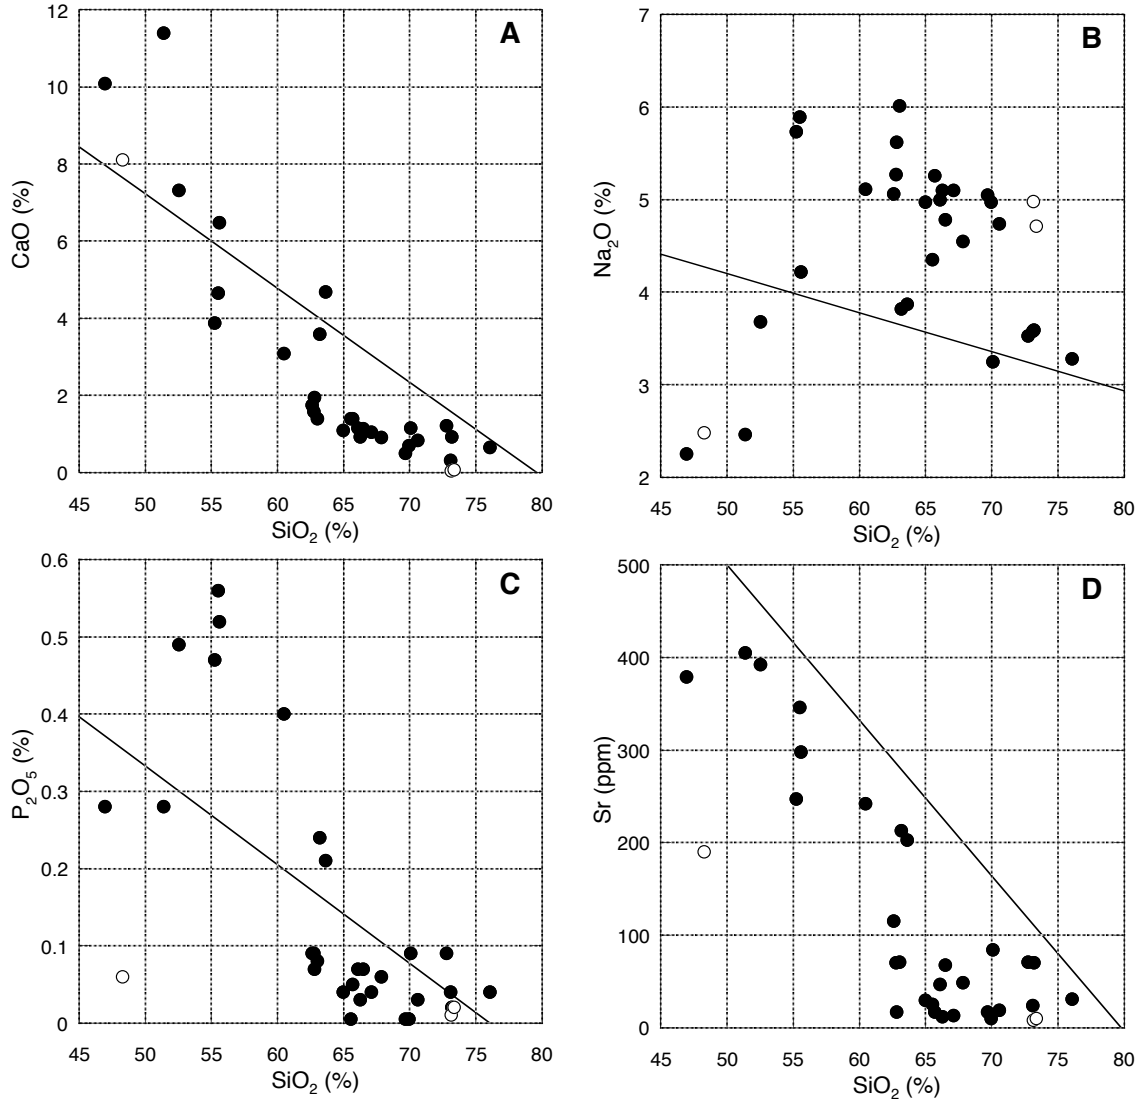 A
CaO (%)
12
10
8
6
4
2
0
45 50 55 60 65 70 75 80
SiO₂ (%)
B
Na₂O (%)
7
6
5
4
3
2
45 50 55 60 65 70 75 80
SiO₂ (%)
C
P₂O₅ (%)
0.6
0.5
0.4
0.3
0.2
0.1
0
45 50 55 60 65 70 75 80
SiO₂ (%)
D
Sr (ppm)
500
400
300
200
100
0
45 50 55 60 65 70 75 80
SiO₂ (%)